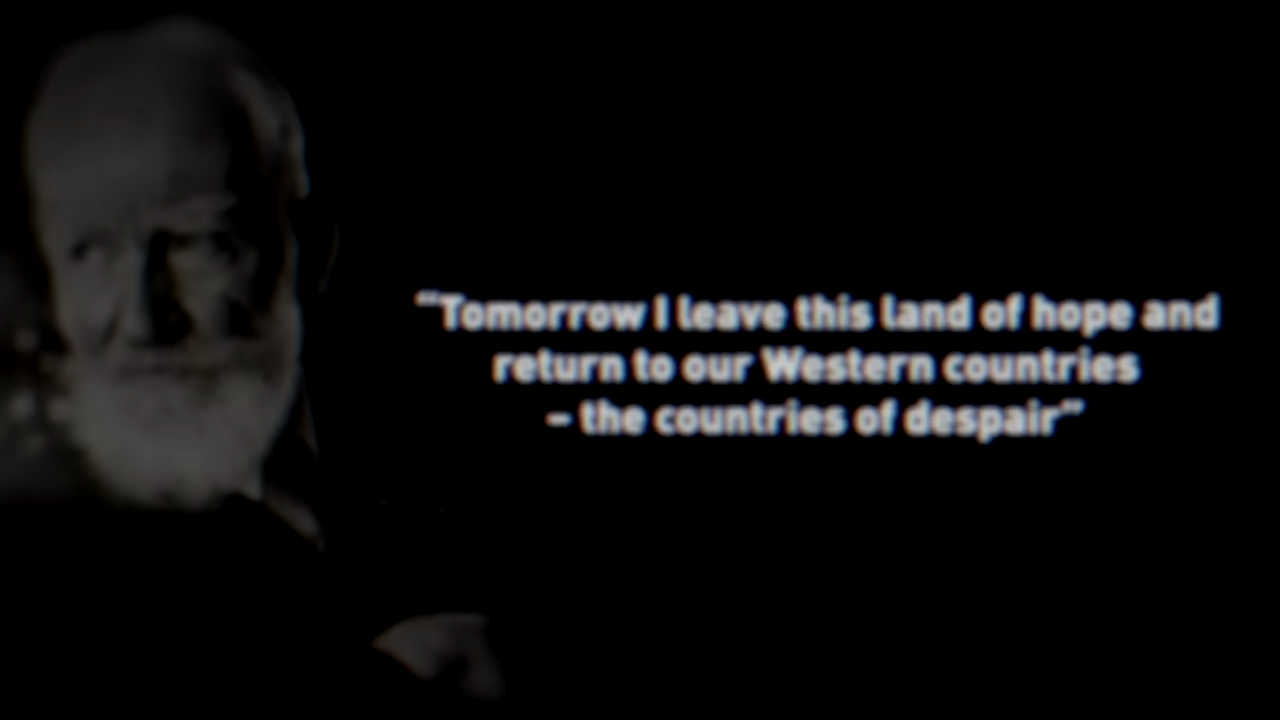 “Tomorrow I leave this land of hope and
return to our Western countries
– the countries of despair”